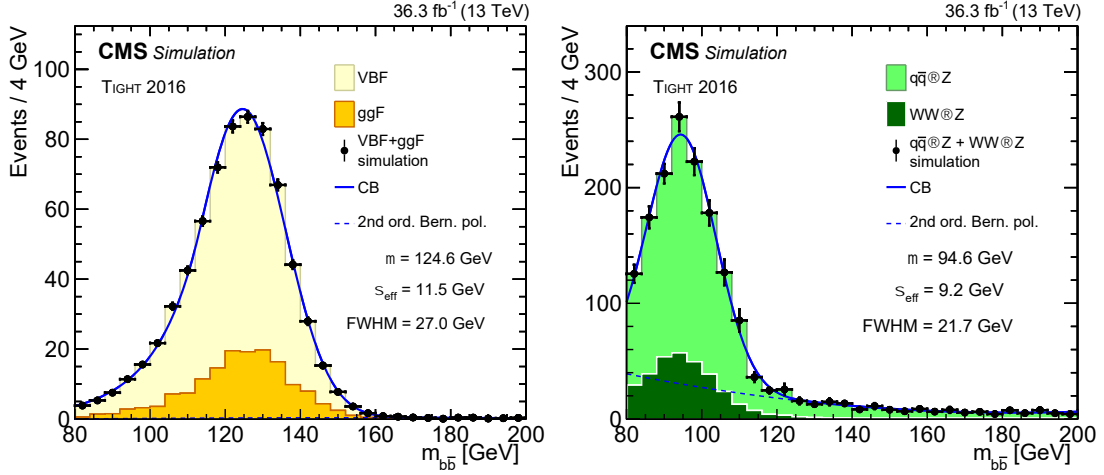 36.3 fb-1 (13 TeV)
CMS Simulation
TIGHT 2016
VBF
ggF
VBF+ggF
simulation
CB
2nd ord. Bern. pol.
m = 124.6 GeV
seff = 11.5 GeV
FWHM = 27.0 GeV
Events / 4 GeV
100
80
60
40
20
0
80 100 120 140 160 180 200
mbb̅ [GeV]
36.3 fb-1 (13 TeV)
CMS Simulation
TIGHT 2016
qq̅®Z
WW®Z
qq̅®Z + WW®Z
simulation
CB
2nd ord. Bern. pol.
m = 94.6 GeV
seff = 9.2 GeV
FWHM = 21.7 GeV
Events / 4 GeV
300
200
100
0
80 100 120 140 160 180 200
mbb̅ [GeV]